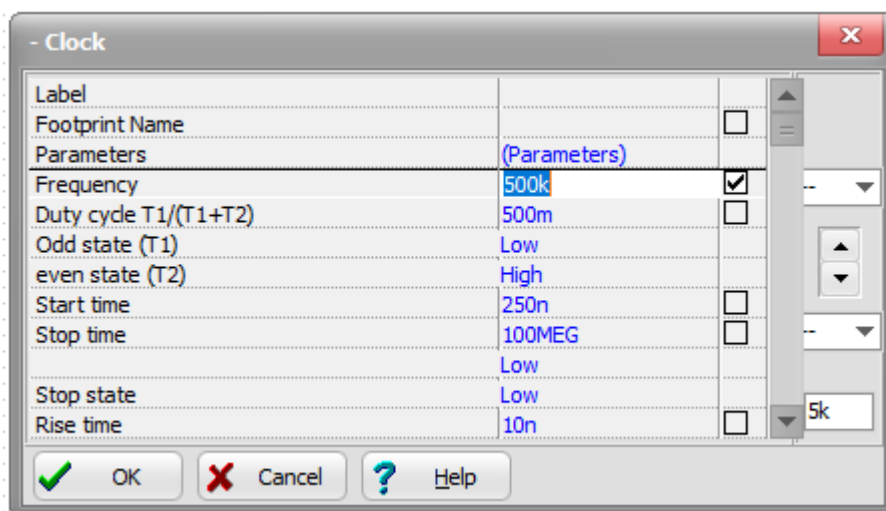 - Clock
Label
Footprint Name
Parameters (Parameters)
Frequency 500k
Duty cycle T1/(T1+T2) 500m
Odd state (T1) Low
even state (T2) High
Start time 250n
Stop time 100MEG
Low
Stop state Low
Rise time 10n
--
--
5k
OK Cancel ? Help